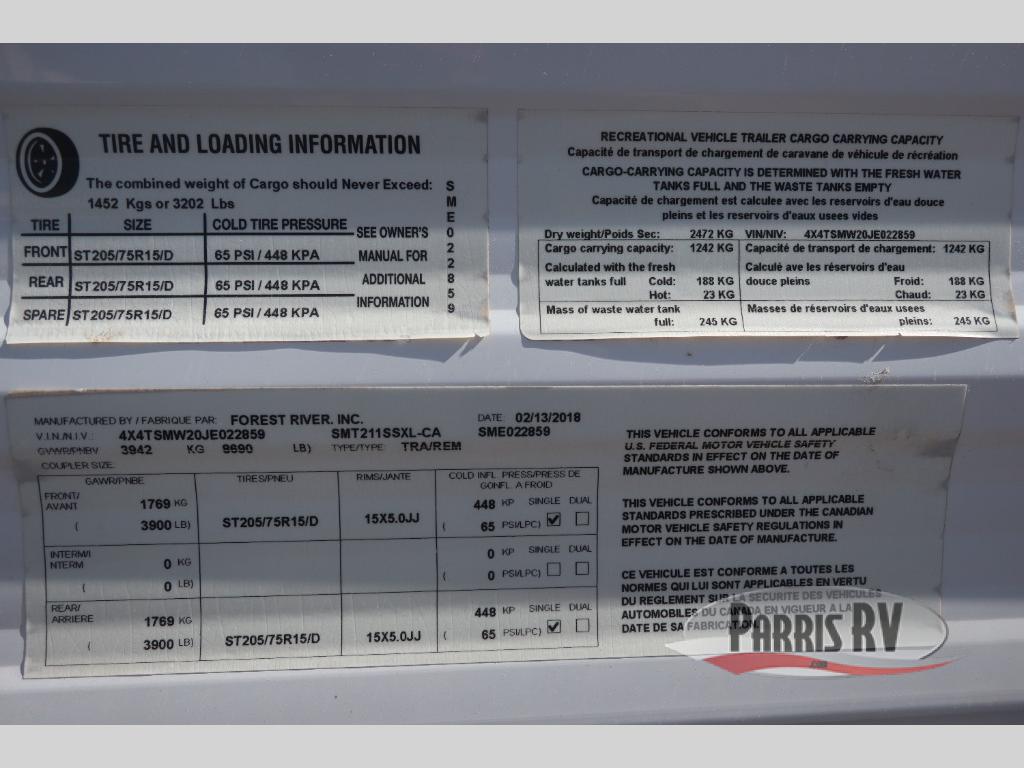 TIRE AND LOADING INFORMATION
The combined weight of Cargo should Never Exceed:
1452 Kgs or 3202 Lbs
TIRE SIZE COLD TIRE PRESSURE
FRONT ST205/75R15/D 65 PSI / 448 KPA
REAR ST205/75R15/D 65 PSI / 448 KPA
SPARE ST205/75R15/D 65 PSI / 448 KPA
SEE OWNER'S
MANUAL FOR
ADDITIONAL
INFORMATION
SME022859
RECREATIONAL VEHICLE TRAILER CARGO CARRYING CAPACITY
Capacité de transport de chargement de caravane de véhicule de récréation
CARGO-CARRYING CAPACITY IS DETERMINED WITH THE FRESH WATER
TANKS FULL AND THE WASTE TANKS EMPTY
Capacité de chargement est calculee avec les reservoirs d'eau douce
pleins et les reservoirs d'eaux usees vides
Dry weight/Poids Sec: 2472 KG VIN/NIV: 4X4TSMW20JE022859
Cargo carrying capacity: 1242 KG Capacité de transport de chargement: 1242 KG
Calculated with the fresh Calculé ave les réservoirs d'eau
water tanks full Cold: 188 KG douce pleins Froid: 188 KG
Hot: 23 KG Chaud: 23 KG
Mass of waste water tank Masses de réservoirs d'eaux usees
full: 245 KG pleins: 245 KG
MANUFACTURED BY / FABRIQUE PAR: FOREST RIVER, INC. DATE: 02/13/2018
V.I.N./N.I.V.: 4X4TSMW20JE022859 SMT211SSXL-CA SME022859
GVWR/PNBV 3942 KG 8690 LB) TYPE/TYPE: TRA/REM
COUPLER SIZE:
GAWR/PNBE TIRES/PNEU RIMS/JANTE COLD INFL. PRESS/PRESS DE
GONFL. A FROID
FRONT/
AVANT 1769 KG 448 KP SINGLE DUAL
( 3900 LB) ST205/75R15/D 15X5.0JJ ( 65 PSI/LPC)
INTERM/I
NTERM 0 KG 0 KP SINGLE DUAL
( 0 LB) ( 0 PSI/LPC)
REAR/
ARRIERE 1769 KG 448 KP SINGLE DUAL
( 3900 LB) ST205/75R15/D 15X5.0JJ ( 65 PSI/LPC)
THIS VEHICLE CONFORMS TO ALL APPLICABLE
U.S. FEDERAL MOTOR VEHICLE SAFETY
STANDARDS IN EFFECT ON THE DATE OF
MANUFACTURE SHOWN ABOVE.
THIS VEHICLE CONFORMS TO ALL APPLICABLE
STANDARDS PRESCRIBED UNDER THE CANADIAN
MOTOR VEHICLE SAFETY REGULATIONS IN
EFFECT ON THE DATE OF MANUFACTURE.
CE VEHICULE EST CONFORME A TOUTES LES
NORMES QUI LUI SONT APPLICABLES EN VERTU
DU REGLEMENT SUR LA SECURITE DES VEHICULES
AUTOMOBILES DU CANADA EN VIGUEUR A LA
DATE DE SA FABRICATION.
PARRIS RV
.com